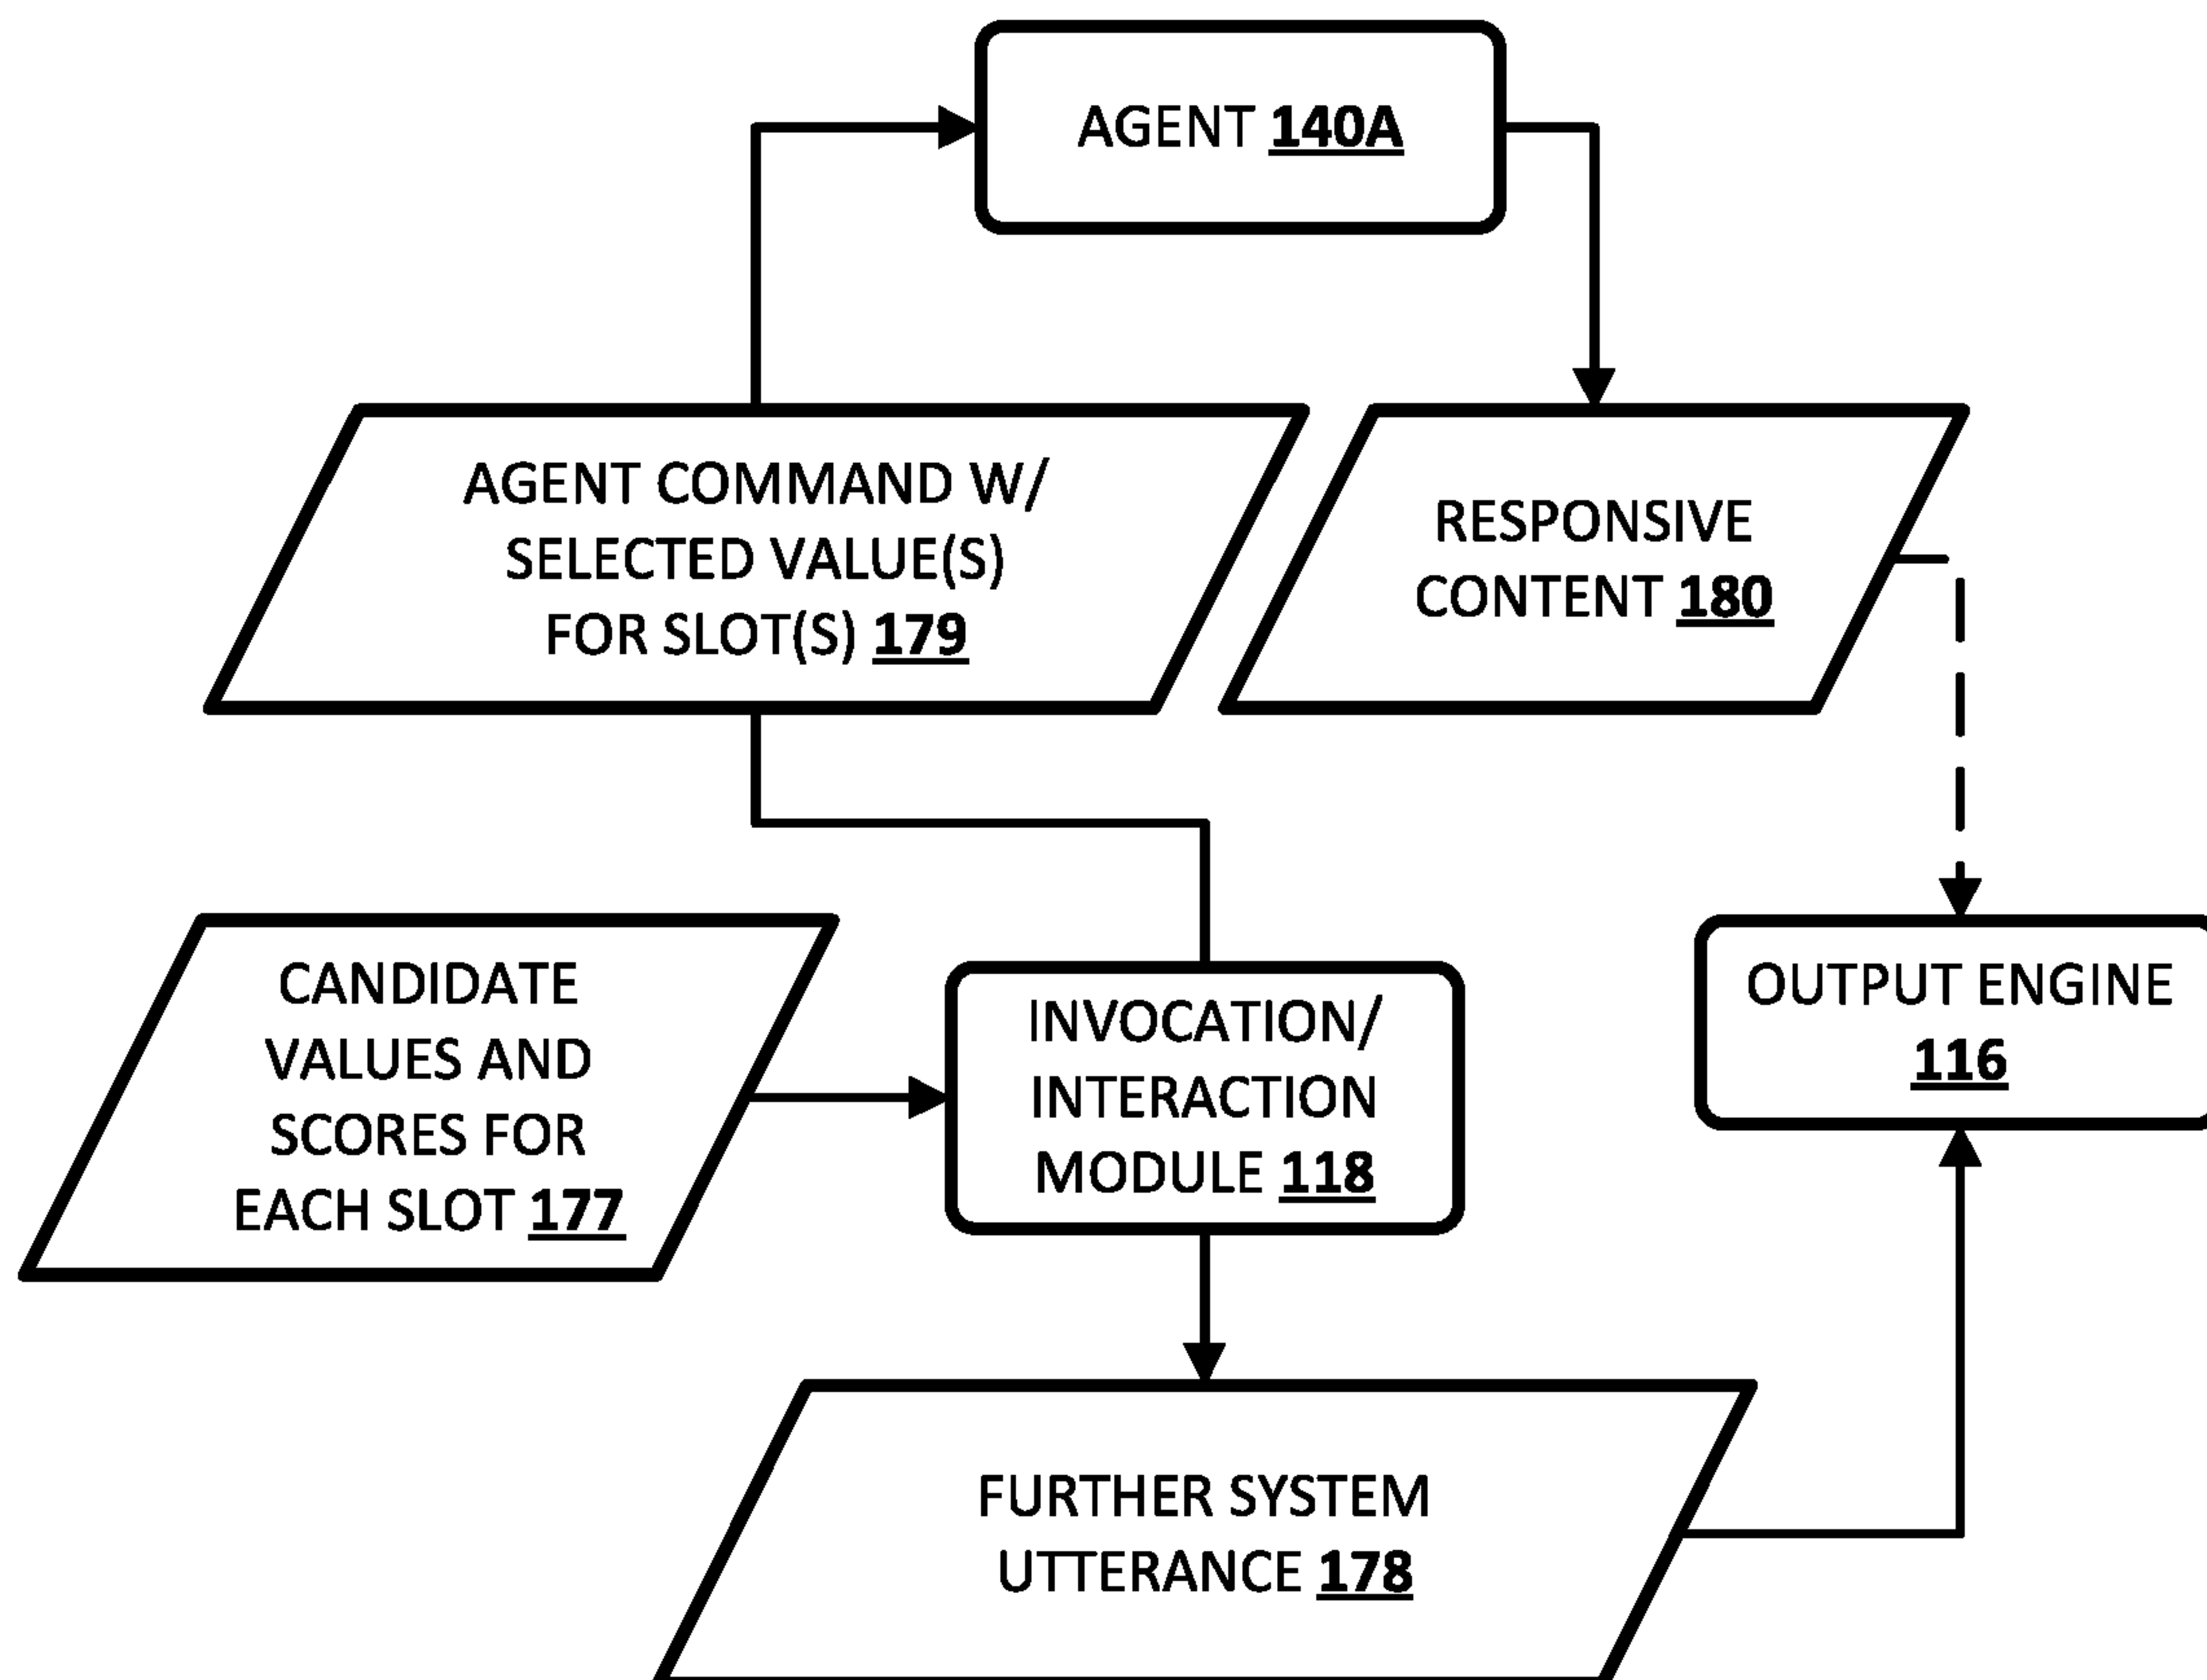 AGENT 140A
AGENT COMMAND W/
SELECTED VALUE(S)
FOR SLOT(S) 179
RESPONSIVE
CONTENT 180
CANDIDATE
VALUES AND
SCORES FOR
EACH SLOT 177
INVOCATION/
INTERACTION
MODULE 118
OUTPUT ENGINE
116
FURTHER SYSTEM
UTTERANCE 178